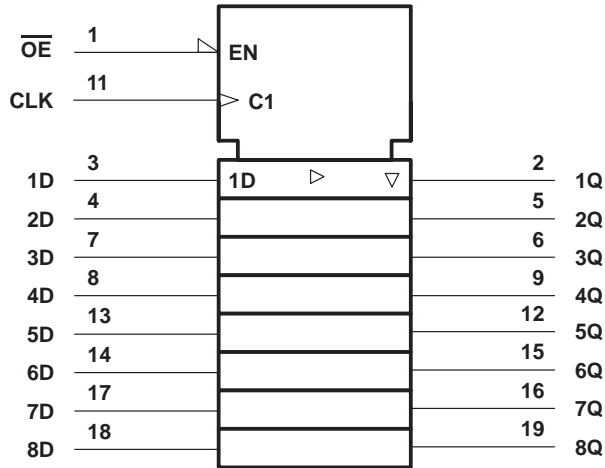 O̅E̅ 1 EN
CLK 11 C1
1D 3 1D 2 1Q
2D 4 5 2Q
3D 7 6 3Q
4D 8 9 4Q
5D 13 12 5Q
6D 14 15 6Q
7D 17 16 7Q
8D 18 19 8Q